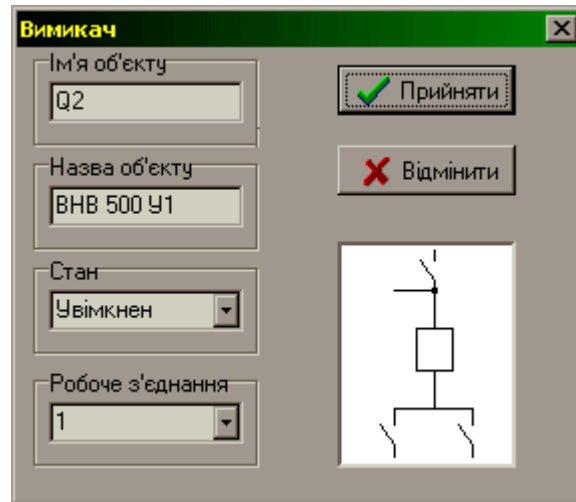 Вимикач
Ім'я об'єкту
Q2
Прийняти
Назва об'єкту
ВНВ 500 У1
Відмінити
Стан
Увімкнен
Робоче з'єднання
1